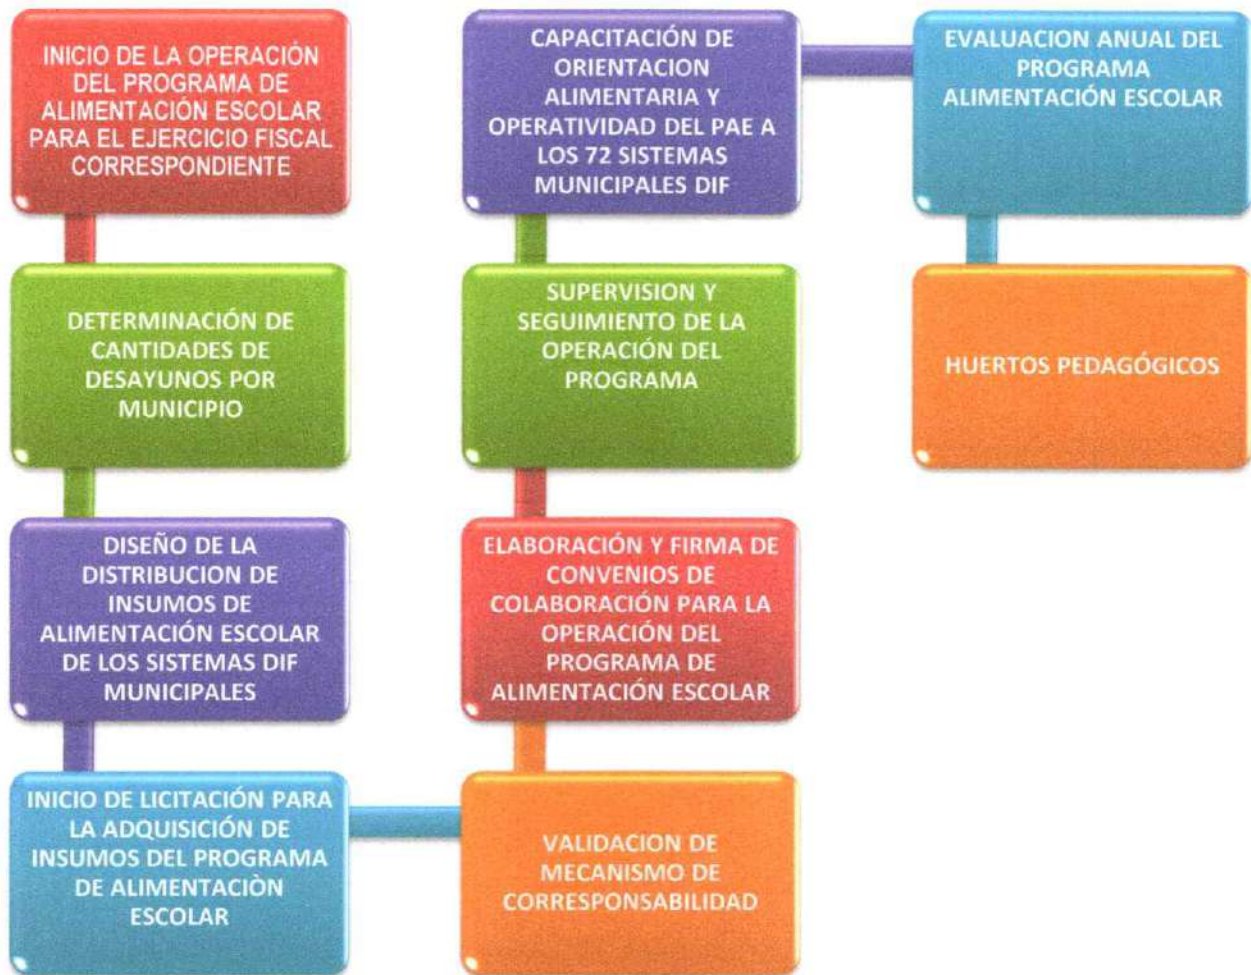 INICIO DE LA OPERACIÓN
DEL PROGRAMA DE
ALIMENTACIÓN ESCOLAR
PARA EL EJERCICIO FISCAL
CORRESPONDIENTE
DETERMINACIÓN DE
CANTIDADES DE
DESAYUNOS POR
MUNICIPIO
DISEÑO DE LA
DISTRIBUCION DE
INSUMOS DE
ALIMENTACIÓN ESCOLAR
DE LOS SISTEMAS DIF
MUNICIPALES
INICIO DE LICITACIÓN PARA
LA ADQUISICIÓN DE
INSUMOS DEL PROGRAMA
DE ALIMENTACIÒN
ESCOLAR
VALIDACION DE
MECANISMO DE
CORRESPONSABILIDAD
ELABORACIÓN Y FIRMA DE
CONVENIOS DE
COLABORACIÓN PARA LA
OPERACIÓN DEL
PROGRAMA DE
ALIMENTACIÓN ESCOLAR
SUPERVISION Y
SEGUIMIENTO DE LA
OPERACIÓN DEL
PROGRAMA
CAPACITACIÓN DE
ORIENTACION
ALIMENTARIA Y
OPERATIVIDAD DEL PAE A
LOS 72 SISTEMAS
MUNICIPALES DIF
EVALUACION ANUAL DEL
PROGRAMA
ALIMENTACIÓN ESCOLAR
HUERTOS PEDAGÓGICOS